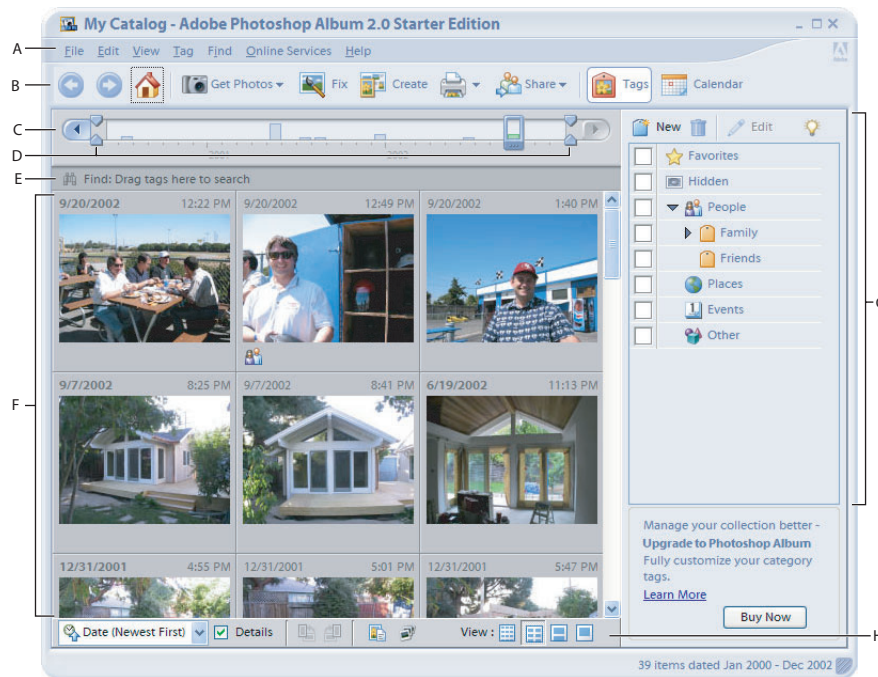 My Catalog - Adobe Photoshop Album 2.0 Starter Edition
A
File Edit View Tag Find Online Services Help
B
Get Photos Fix Create Share Tags Calendar
C
2001 2002
D
New Edit
E
Find: Drag tags here to search
Favorites
Hidden
People
Family
Friends
Places
1 Events
Other
G
F
9/20/2002 12:22 PM 9/20/2002 12:49 PM 9/20/2002 1:40 PM
9/7/2002 8:25 PM 9/7/2002 8:41 PM 6/19/2002 11:13 PM
12/31/2001 4:55 PM 12/31/2001 5:01 PM 12/31/2001 5:47 PM
Manage your collection better -
Upgrade to Photoshop Album
Fully customize your category
tags.
Learn More
Buy Now
Date (Newest First) Details View :
H
39 items dated Jan 2000 - Dec 2002